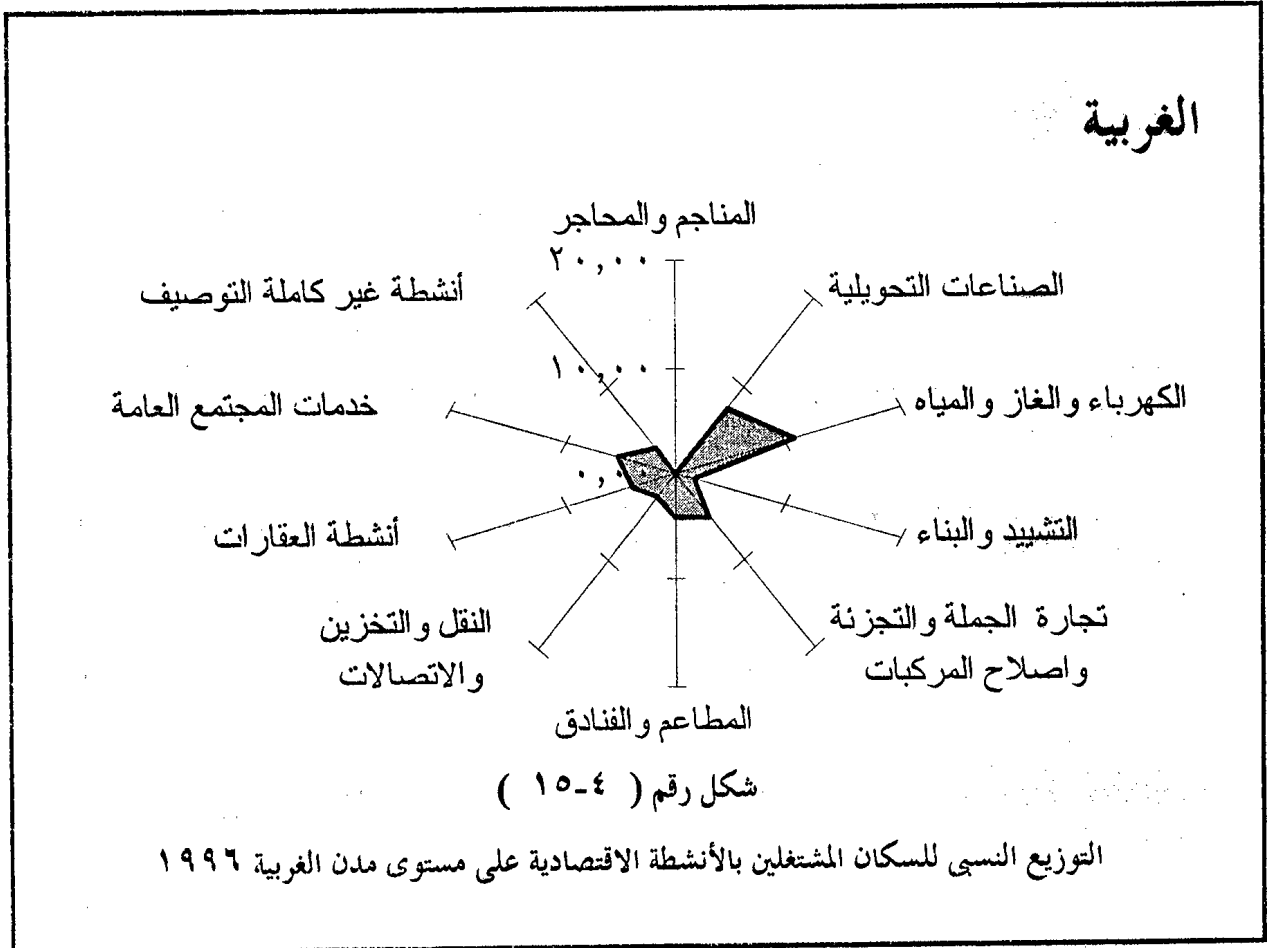 الغربية
المناجم والمحاجر
٢٠,٠٠
الصناعات التحويلية
أنشطة غير كاملة التوصيف
١٠,٠٠
الكهرباء والغاز والمياه
خدمات المجتمع العامة
٠,٠٠
التشييد والبناء
أنشطة العقارات
تجارة الجملة والتجزئة
واصلاح المركبات
النقل والتخزين
والاتصالات
المطاعم والفنادق
شكل رقم ( ٤-١٥ )
التوزيع النسبى للسكان المشتغلين بالأنشطة الاقتصادية على مستوى مدن الغربية ١٩٩٦